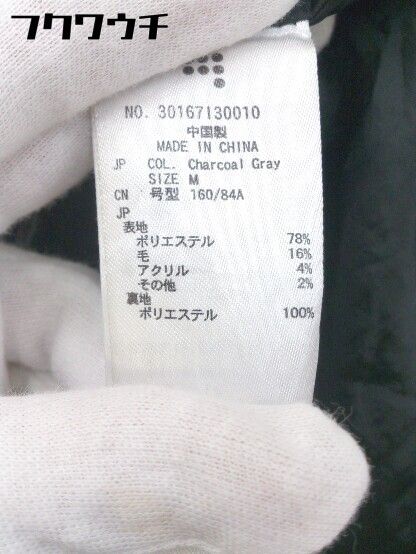 フクワウチ
NO. 30167130010
中国製
MADE IN CHINA
JP COL. Charcoal Gray
SIZE M
CN 号型 160/84A
JP
表地
ポリエステル 78%
毛 16%
アクリル 4%
その他 2%
裏地
ポリエステル 100%